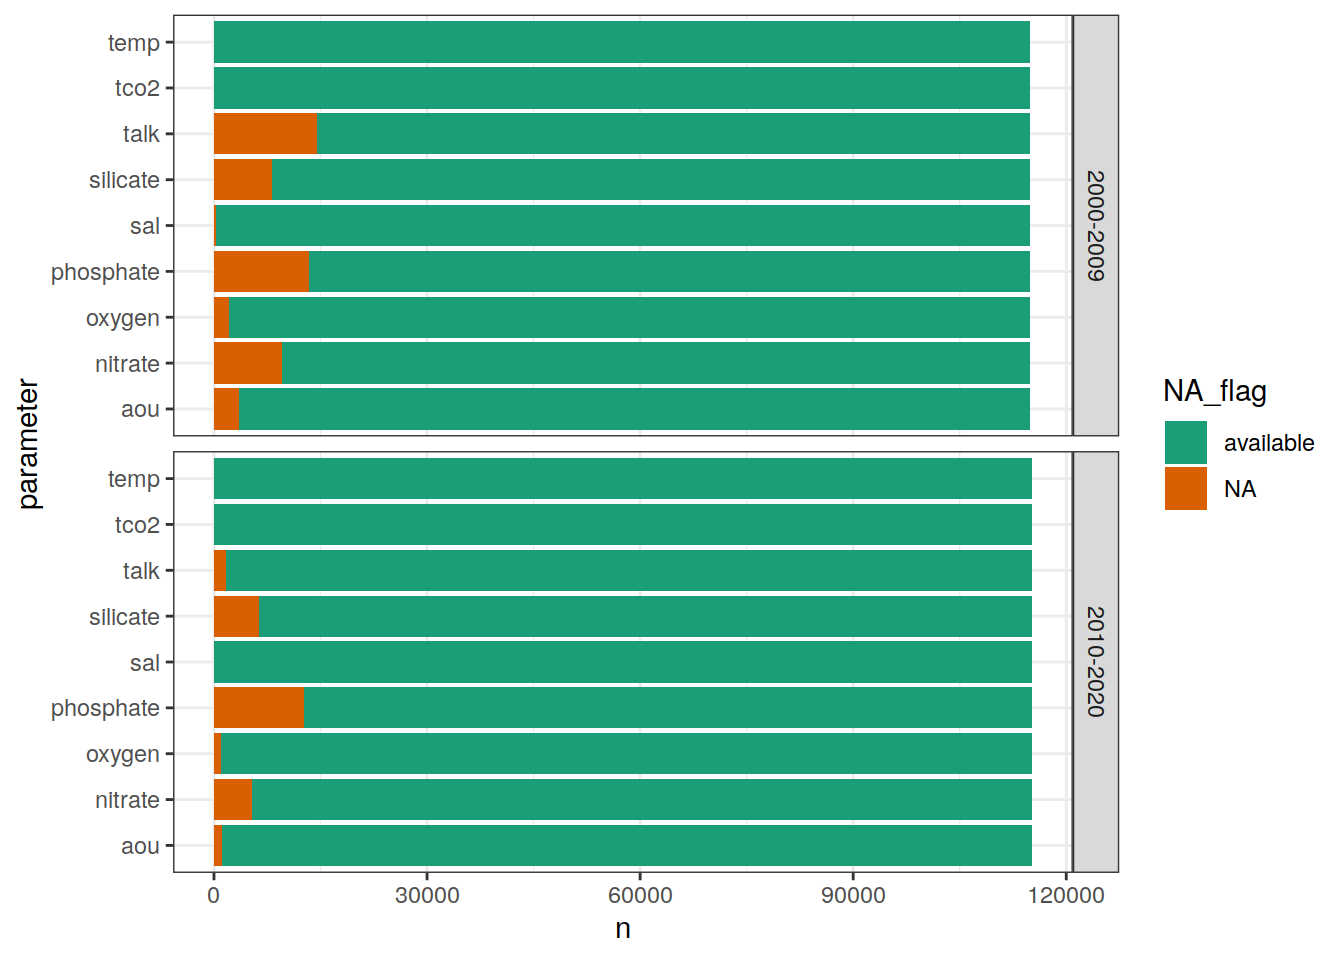 temp
tco2
talk
silicate
sal
phosphate
oxygen
nitrate
aou
2000-2009
temp
tco2
talk
silicate
sal
phosphate
oxygen
nitrate
aou
2010-2020
parameter
0 30000 60000 90000 120000
n
NA_flag
available
NA